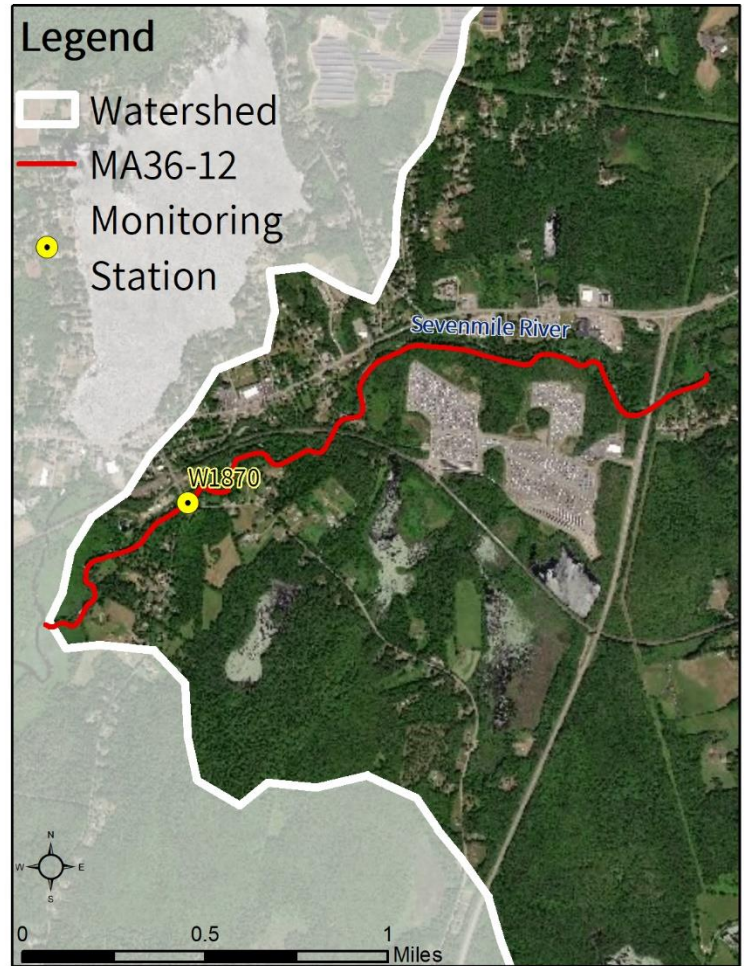 Legend
Watershed
MA36-12
Monitoring
Station
Sevenmile River
W1870
N
W E
S
0 0.5 1
Miles